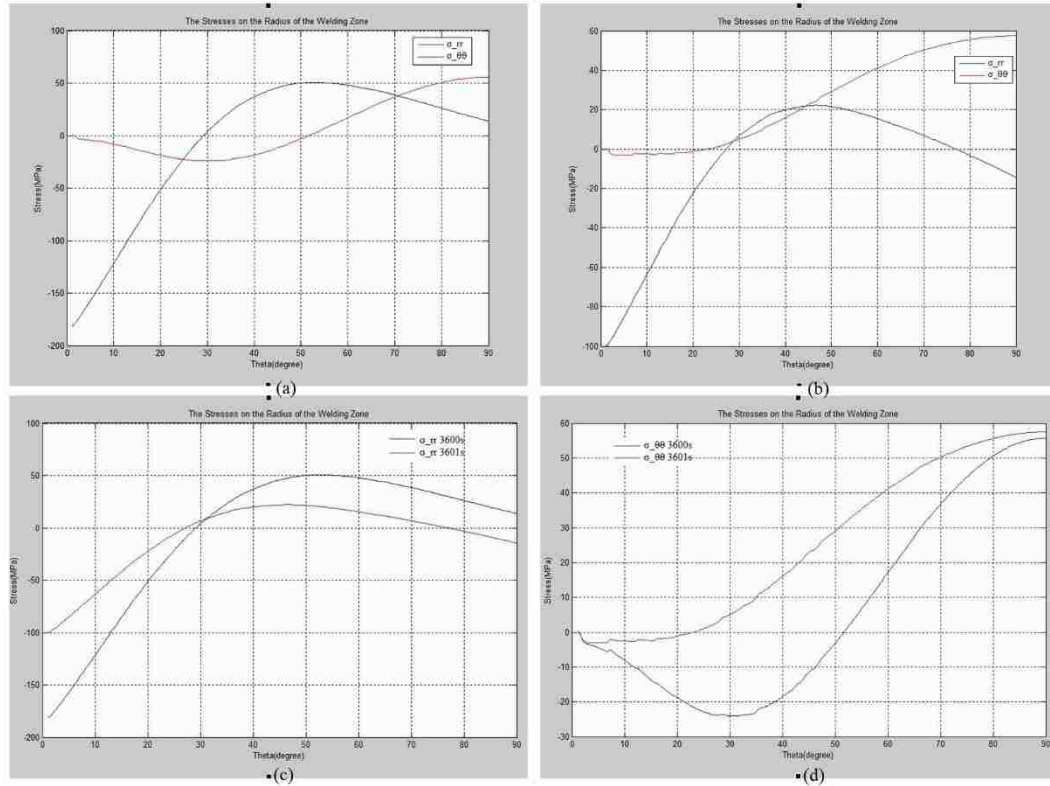 The Stresses on the Radius of the Welding Zone
σ_rr
σ_θθ
Stress(MPa)
100
50
0
-50
-100
-150
-200
0 10 20 30 40 50 60 70 80 90
Theta(degree)
(a)
The Stresses on the Radius of the Welding Zone
σ_rr
σ_θθ
Stress(MPa)
60
40
20
0
-20
-40
-60
-80
-100
0 10 20 30 40 50 60 70 80 90
Theta(degree)
(b)
The Stresses on the Radius of the Welding Zone
σ_rr 3600s
σ_rr 3601s
Stress(MPa)
100
50
0
-50
-100
-150
-200
0 10 20 30 40 50 60 70 80 90
Theta(degree)
(c)
The Stresses on the Radius of the Welding Zone
σ_θθ 3600s
σ_θθ 3601s
Stress(MPa)
60
50
40
30
20
10
0
-10
-20
-30
0 10 20 30 40 50 60 70 80 90
Theta(degree)
(d)